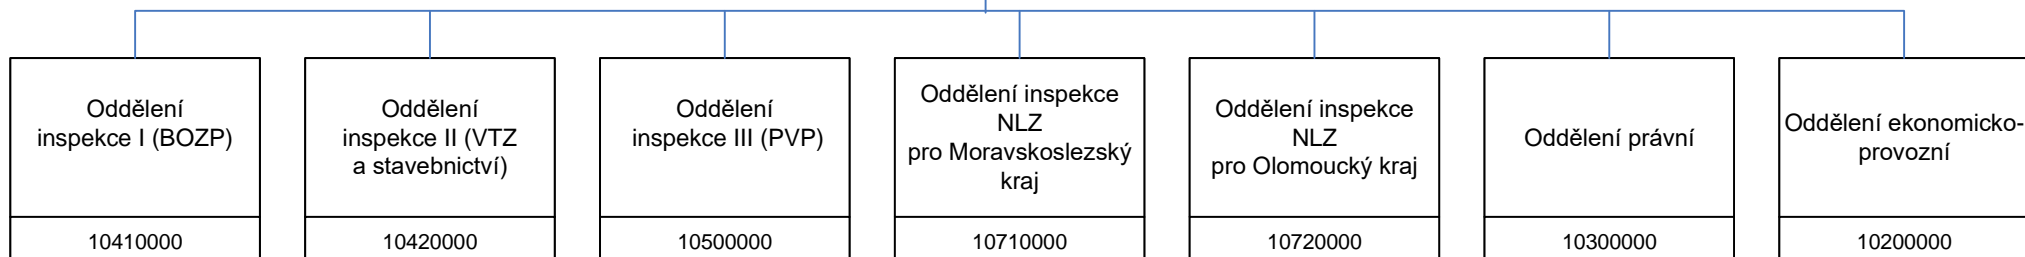 Oddělení
inspekce I (BOZP)
10410000
Oddělení
inspekce II (VTZ
a stavebnictví)
10420000
Oddělení
inspekce III (PVP)
10500000
Oddělení inspekce
NLZ
pro Moravskoslezský
kraj
10710000
Oddělení inspekce
NLZ
pro Olomoucký kraj
10720000
Oddělení právní
10300000
Oddělení ekonomicko-
provozní
10200000